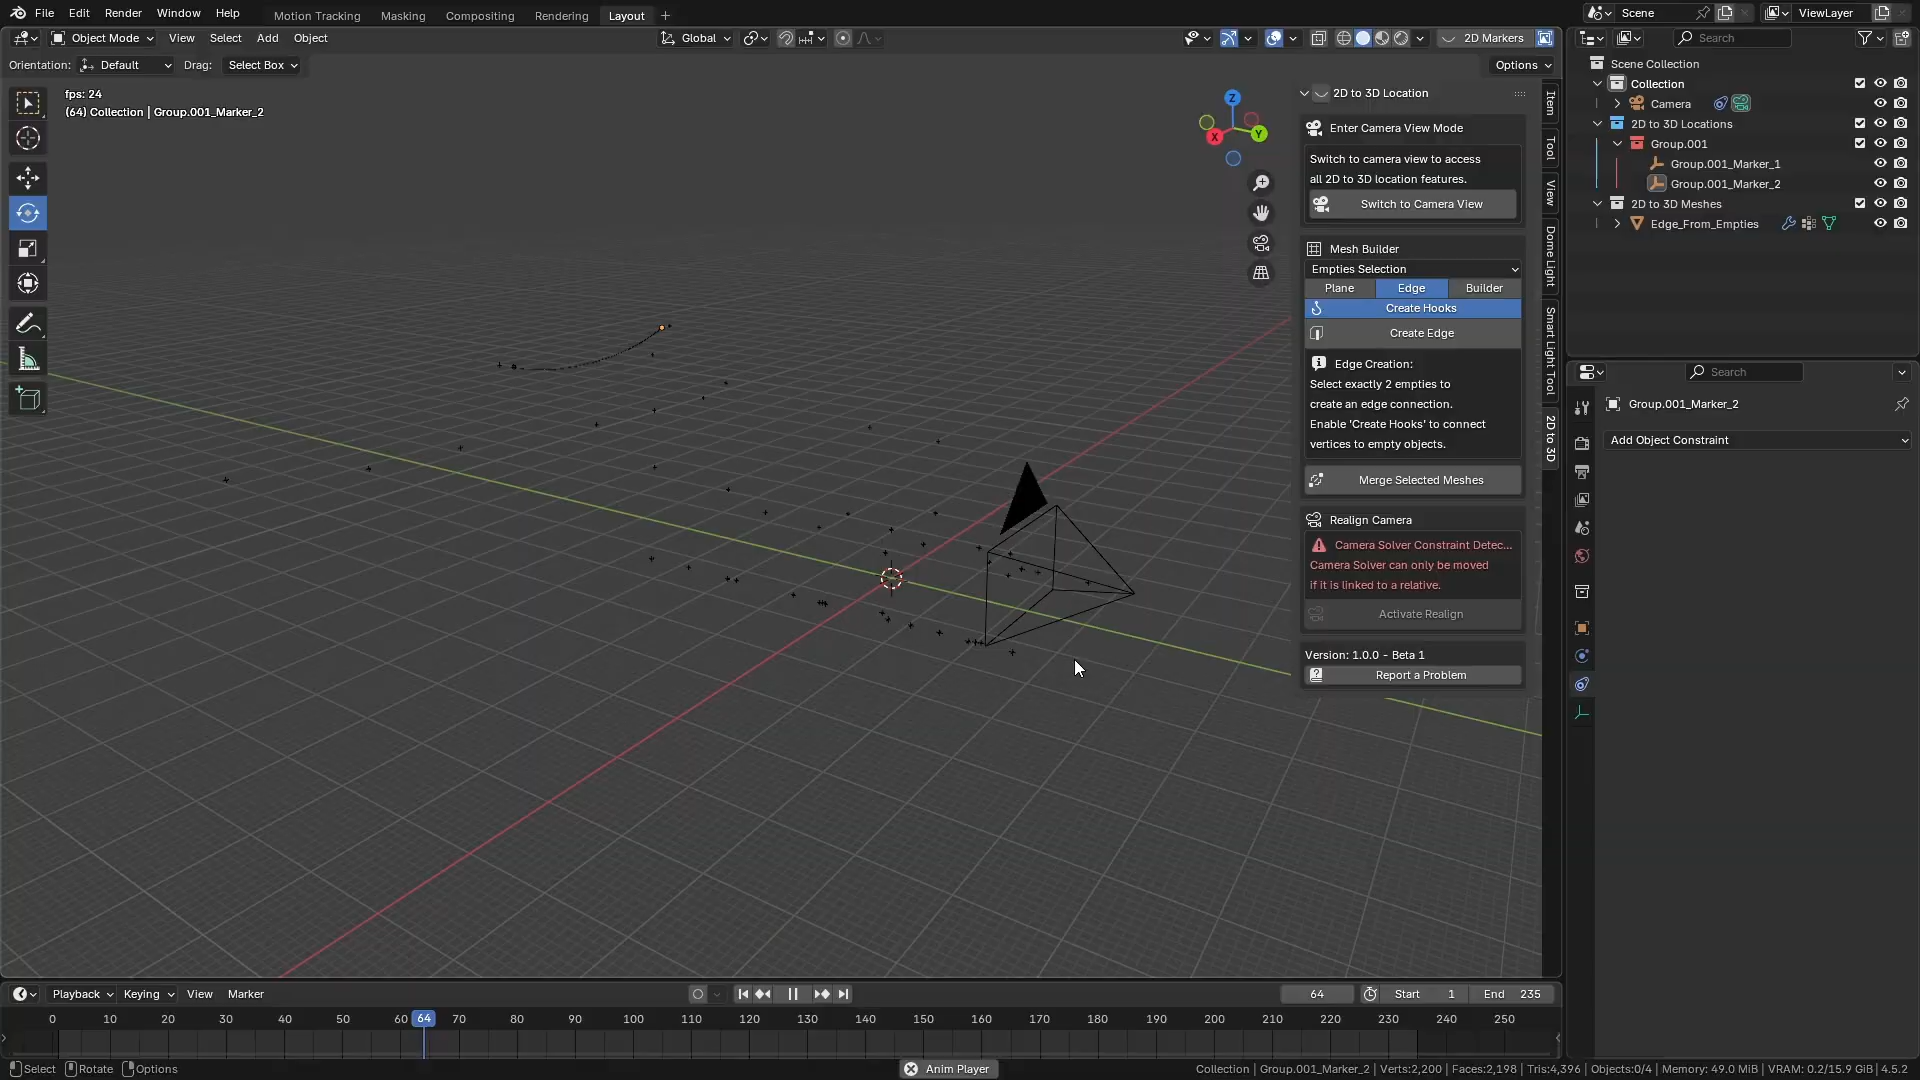 File Edit Render Window Help Motion Tracking Masking Compositing Rendering Layout + Scene ViewLayer
Object Mode View Select Add Object Global 2D Markers Search
Orientation: Default Drag: Select Box Options
fps: 24
(64) Collection | Group.001_Marker_2
Z
X
Y
2D to 3D Location
Enter Camera View Mode
Switch to camera view to access
all 2D to 3D location features.
Switch to Camera View
Mesh Builder
Empties Selection
Plane Edge Builder
Create Hooks
Create Edge
Edge Creation:
Select exactly 2 empties to
create an edge connection.
Enable 'Create Hooks' to connect
vertices to empty objects.
Merge Selected Meshes
Realign Camera
Camera Solver Constraint Detec...
Camera Solver can only be moved
if it is linked to a relative.
Activate Realign
Version: 1.0.0 - Beta 1
Report a Problem
Item
Tool
View
Dome Light
Smart Light Tool
2D to 3D
Scene Collection
Collection
Camera
2D to 3D Locations
Group.001
Group.001_Marker_1
Group.001_Marker_2
2D to 3D Meshes
Edge_From_Empties
Search
Group.001_Marker_2
Add Object Constraint
Playback Keying View Marker 64 Start 1 End 235
0 10 20 30 40 50 60 64 70 80 90 100 110 120 130 140 150 160 170 180 190 200 210 220 230 240 250
Select Rotate Options Anim Player Collection | Group.001_Marker_2 | Verts:2,200 | Faces:2,198 | Tris:4,396 | Objects:0/4 | Memory: 49.0 MiB | VRAM: 0.2/15.9 GiB | 4.5.2